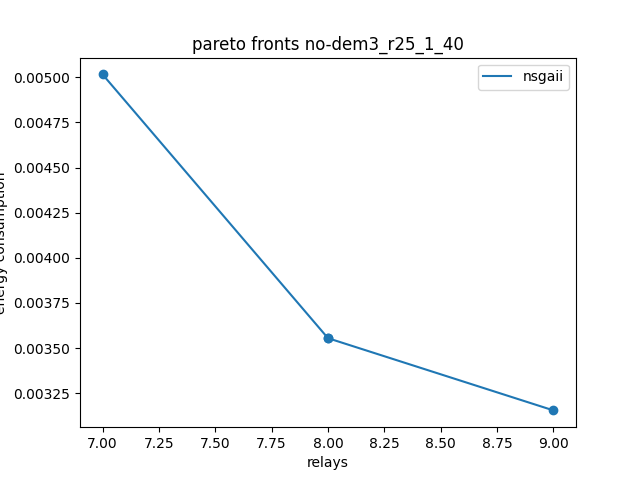 pareto fronts no-dem3_r25_1_40
nsgaii
0.00500
0.00475
0.00450
0.00425
0.00400
0.00375
0.00350
0.00325
energy consumption
7.00 7.25 7.50 7.75 8.00 8.25 8.50 8.75 9.00
relays